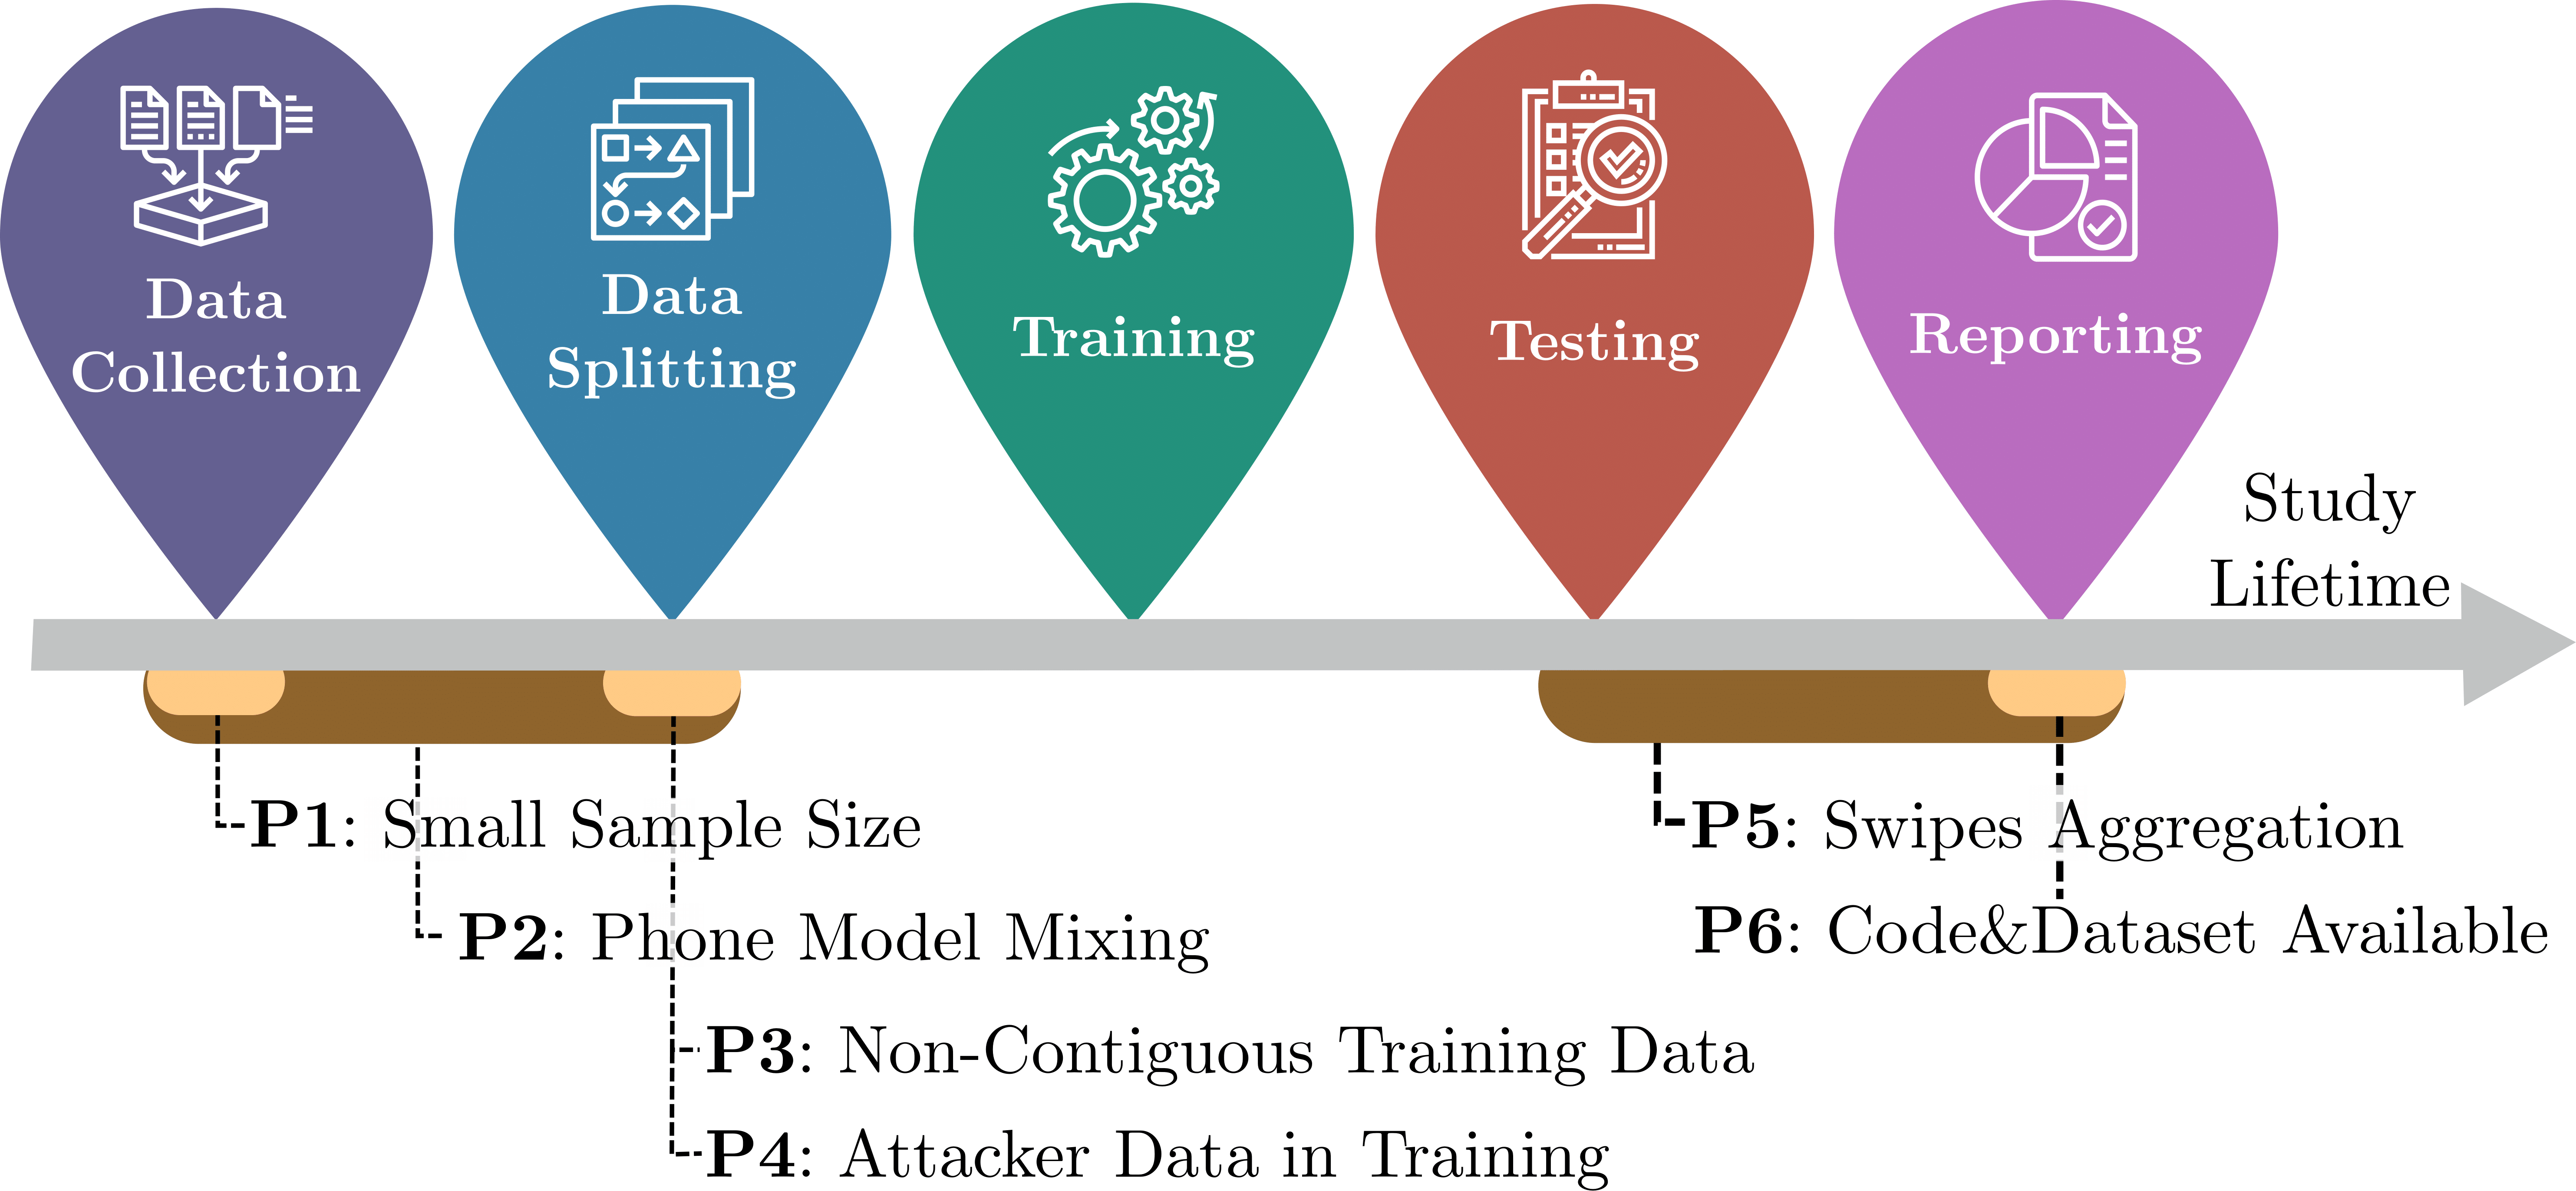 Data
Collection
Data
Splitting
Training
Testing
Reporting
Study
Lifetime
P1: Small Sample Size
P2: Phone Model Mixing
P3: Non-Contiguous Training Data
P4: Attacker Data in Training
P5: Swipes Aggregation
P6: Code&Dataset Available